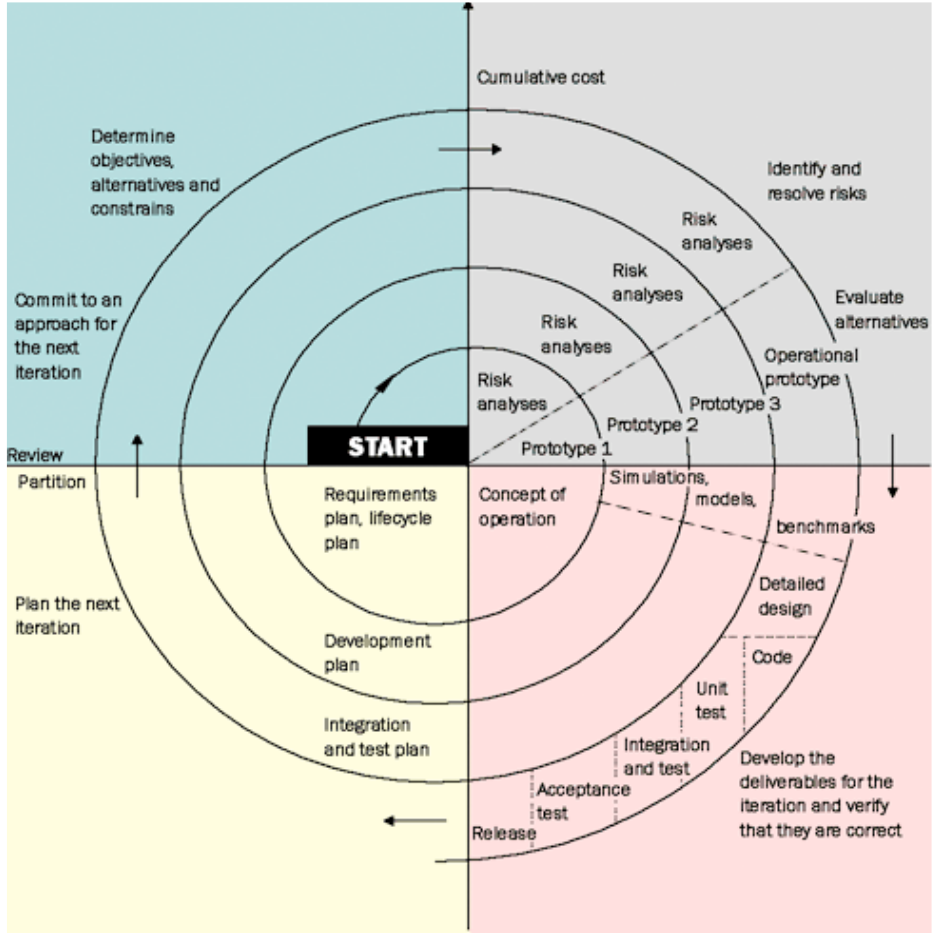 Cumulative cost
Determine
objectives,
alternatives and
constrains
Identify and
resolve risks
Risk
analyses
Risk
analyses
Risk
analyses
Risk
analyses
Commit to an
approach for
the next
iteration
Evaluate
alternatives
Operational
prototype
Prototype 3
Prototype 2
Prototype 1
START
Review
Partition
Requirements
plan, lifecycle
plan
Concept of
operation
Simulations,
models,
benchmarks
Plan the next
iteration
Detailed
design
Code
Development
plan
Unit
test
Integration
and test plan
Integration
and test
Acceptance
test
Release
Develop the
deliverables for the
iteration and verify
that they are correct